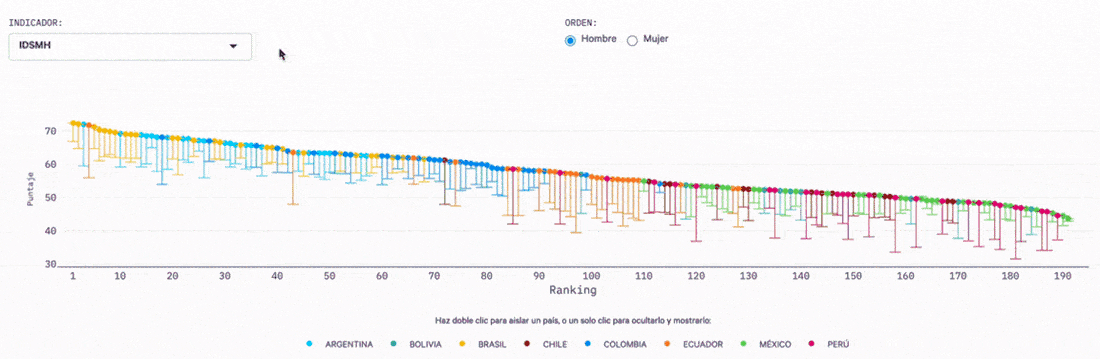 INDICADOR:
IDSMH
ORDEN:
Hombre
Mujer
70
60
50
40
30
Puntaje
1 10 20 30 40 50 60 70 80 90 100 110 120 130 140 150 160 170 180 190
Ranking
Haz doble clic para aislar un país, o un solo clic para ocultarlo y mostrarlo:
ARGENTINA BOLIVIA BRASIL CHILE COLOMBIA ECUADOR MÉXICO PERÚ